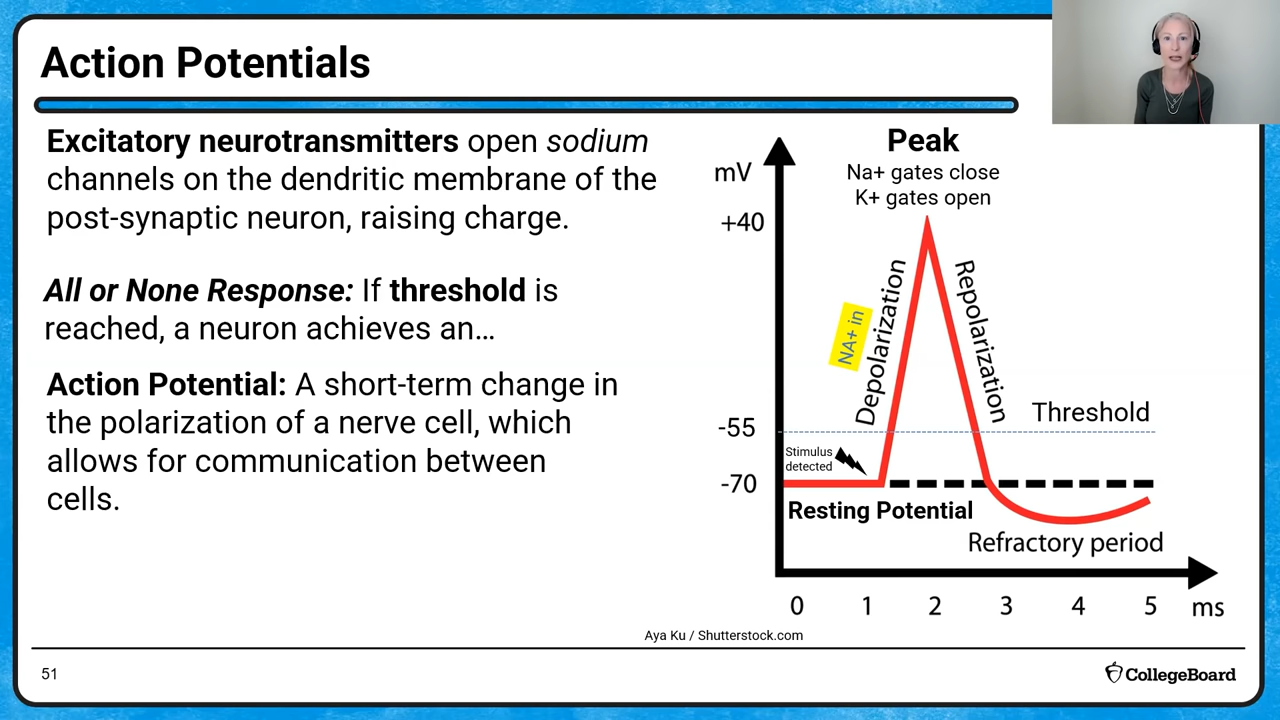 Action Potentials
Excitatory neurotransmitters open sodium
channels on the dendritic membrane of the
post-synaptic neuron, raising charge.
All or None Response: If threshold is
reached, a neuron achieves an…
Action Potential: A short-term change in
the polarization of a nerve cell, which
allows for communication between
cells.
Peak
Na+ gates close
K+ gates open
mV
+40
NA+ in
Depolarization
Repolarization
Threshold
-55
Stimulus
detected
-70
Resting Potential
Refractory period
0 1 2 3 4 5 ms
Aya Ku / Shutterstock.com
51
CollegeBoard